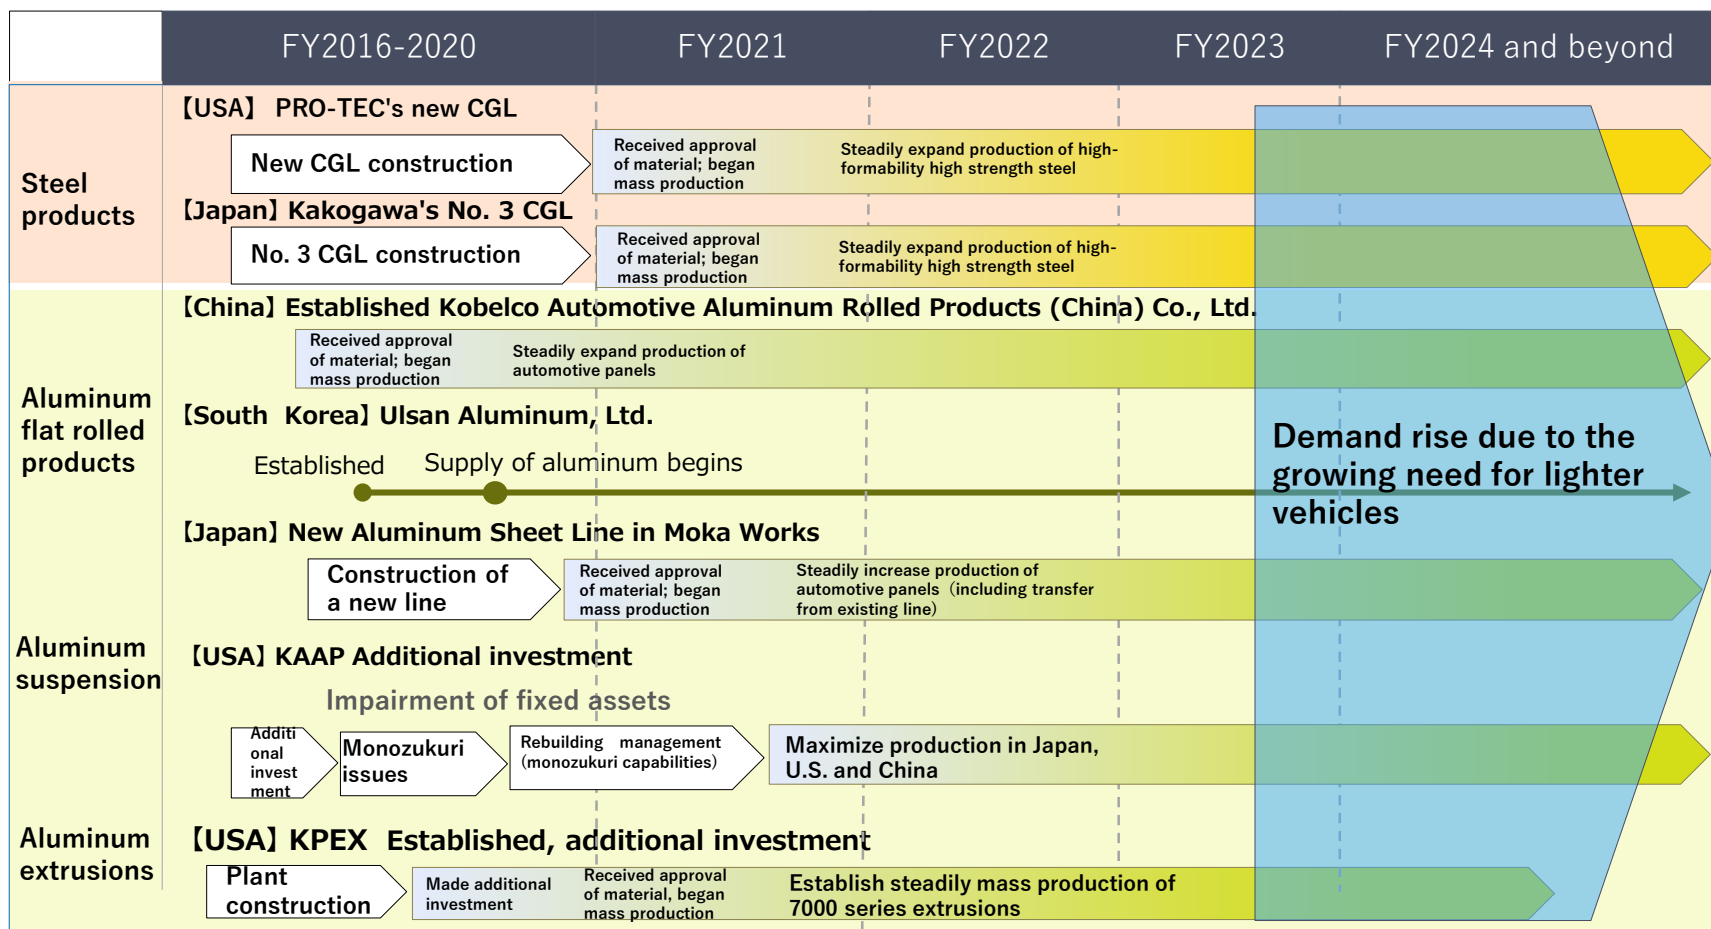 FY2016-2020 FY2021 FY2022 FY2023 FY2024 and beyond
Steel
products
【USA】 PRO-TEC's new CGL
New CGL construction
Received approval
of material; began
mass production
Steadily expand production of high-
formability high strength steel
【Japan】Kakogawa's No. 3 CGL
No. 3 CGL construction
Received approval
of material; began
mass production
Steadily expand production of high-
formability high strength steel
Aluminum
flat rolled
products
【China】Established Kobelco Automotive Aluminum Rolled Products (China) Co., Ltd.
Received approval
of material; began
mass production
Steadily expand production of
automotive panels
【South Korea】Ulsan Aluminum, Ltd.
Established
Supply of aluminum begins
Demand rise due to the
growing need for lighter
vehicles
【Japan】New Aluminum Sheet Line in Moka Works
Construction of
a new line
Received approval
of material; began
mass production
Steadily increase production of
automotive panels（including transfer
from existing line）
Aluminum
suspension
【USA】KAAP Additional investment
Impairment of fixed assets
Additi
onal
invest
ment
Monozukuri
issues
Rebuilding management
（monozukuri capabilities）
Maximize production in Japan,
U.S. and China
Aluminum
extrusions
【USA】KPEX Established, additional investment
Plant
construction
Made additional
investment
Received approval
of material, began
mass production
Establish steadily mass production of
7000 series extrusions